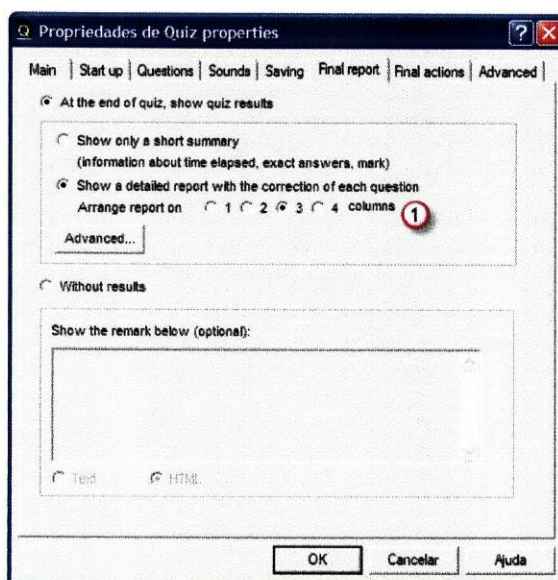 Propriedades de Quiz properties
Main Start up Questions Sounds Saving Final report Final actions Advanced
At the end of quiz, show quiz results
Show only a short summary
(information about time elapsed, exact answers, mark)
Show a detailed report with the correction of each question
Arrange report on 1 2 3 4 columns 1
Advanced...
Without results
Show the remark below (optional):
Text HTML
OK Cancelar Ajuda